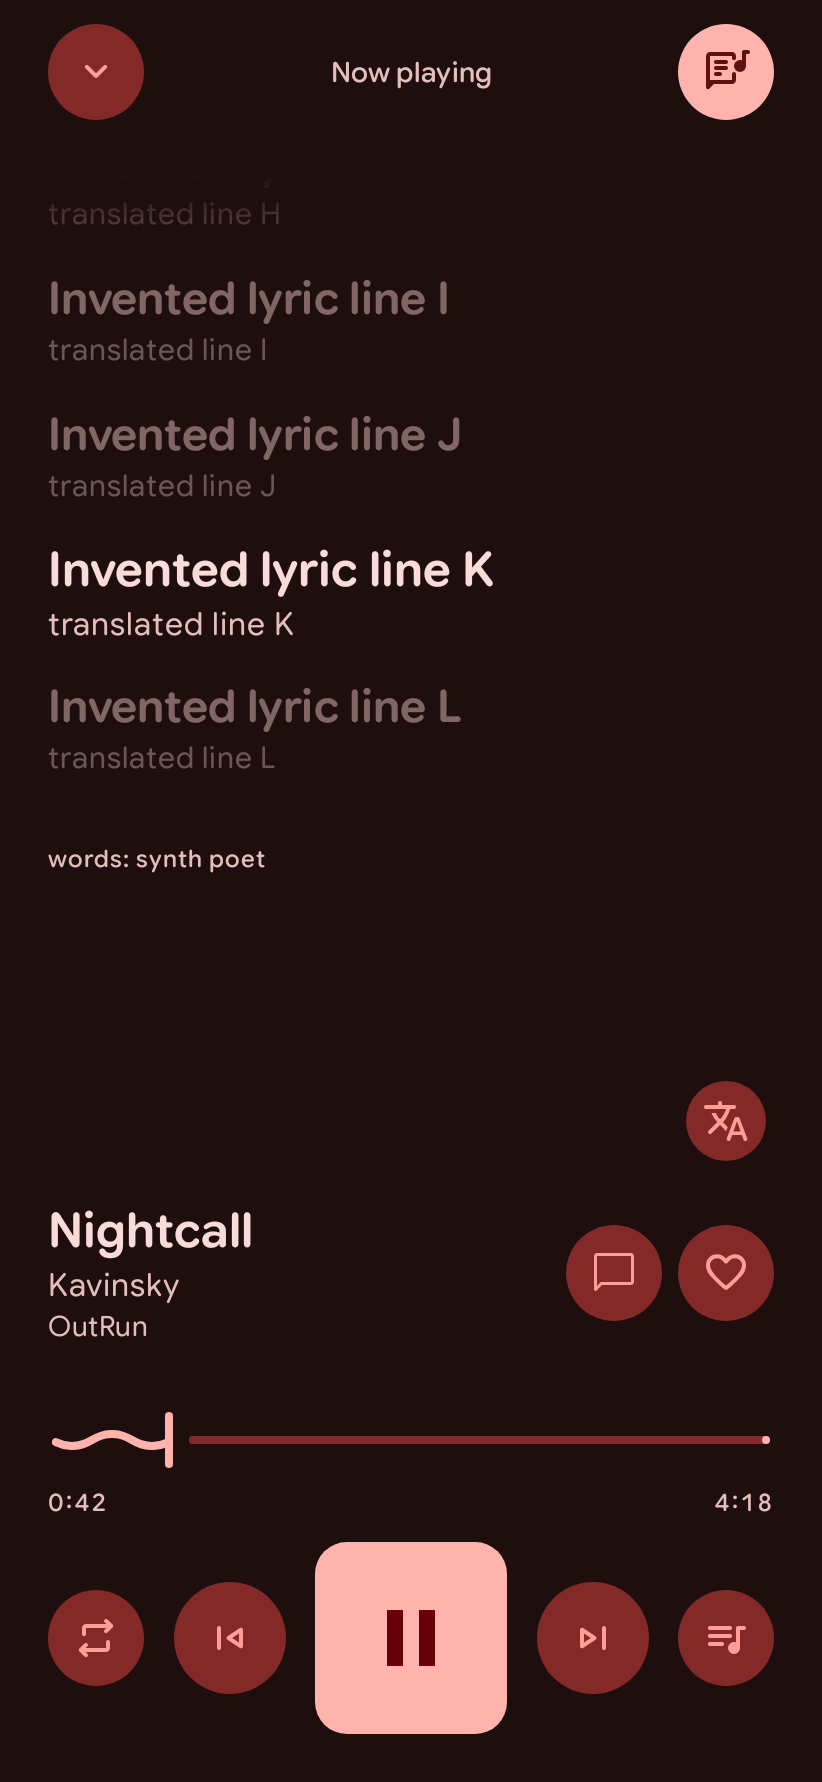 Now playing
translated line H
Invented lyric line I
translated line I
Invented lyric line J
translated line J
Invented lyric line K
translated line K
Invented lyric line L
translated line L
words: synth poet
Nightcall
Kavinsky
OutRun
0:42
4:18